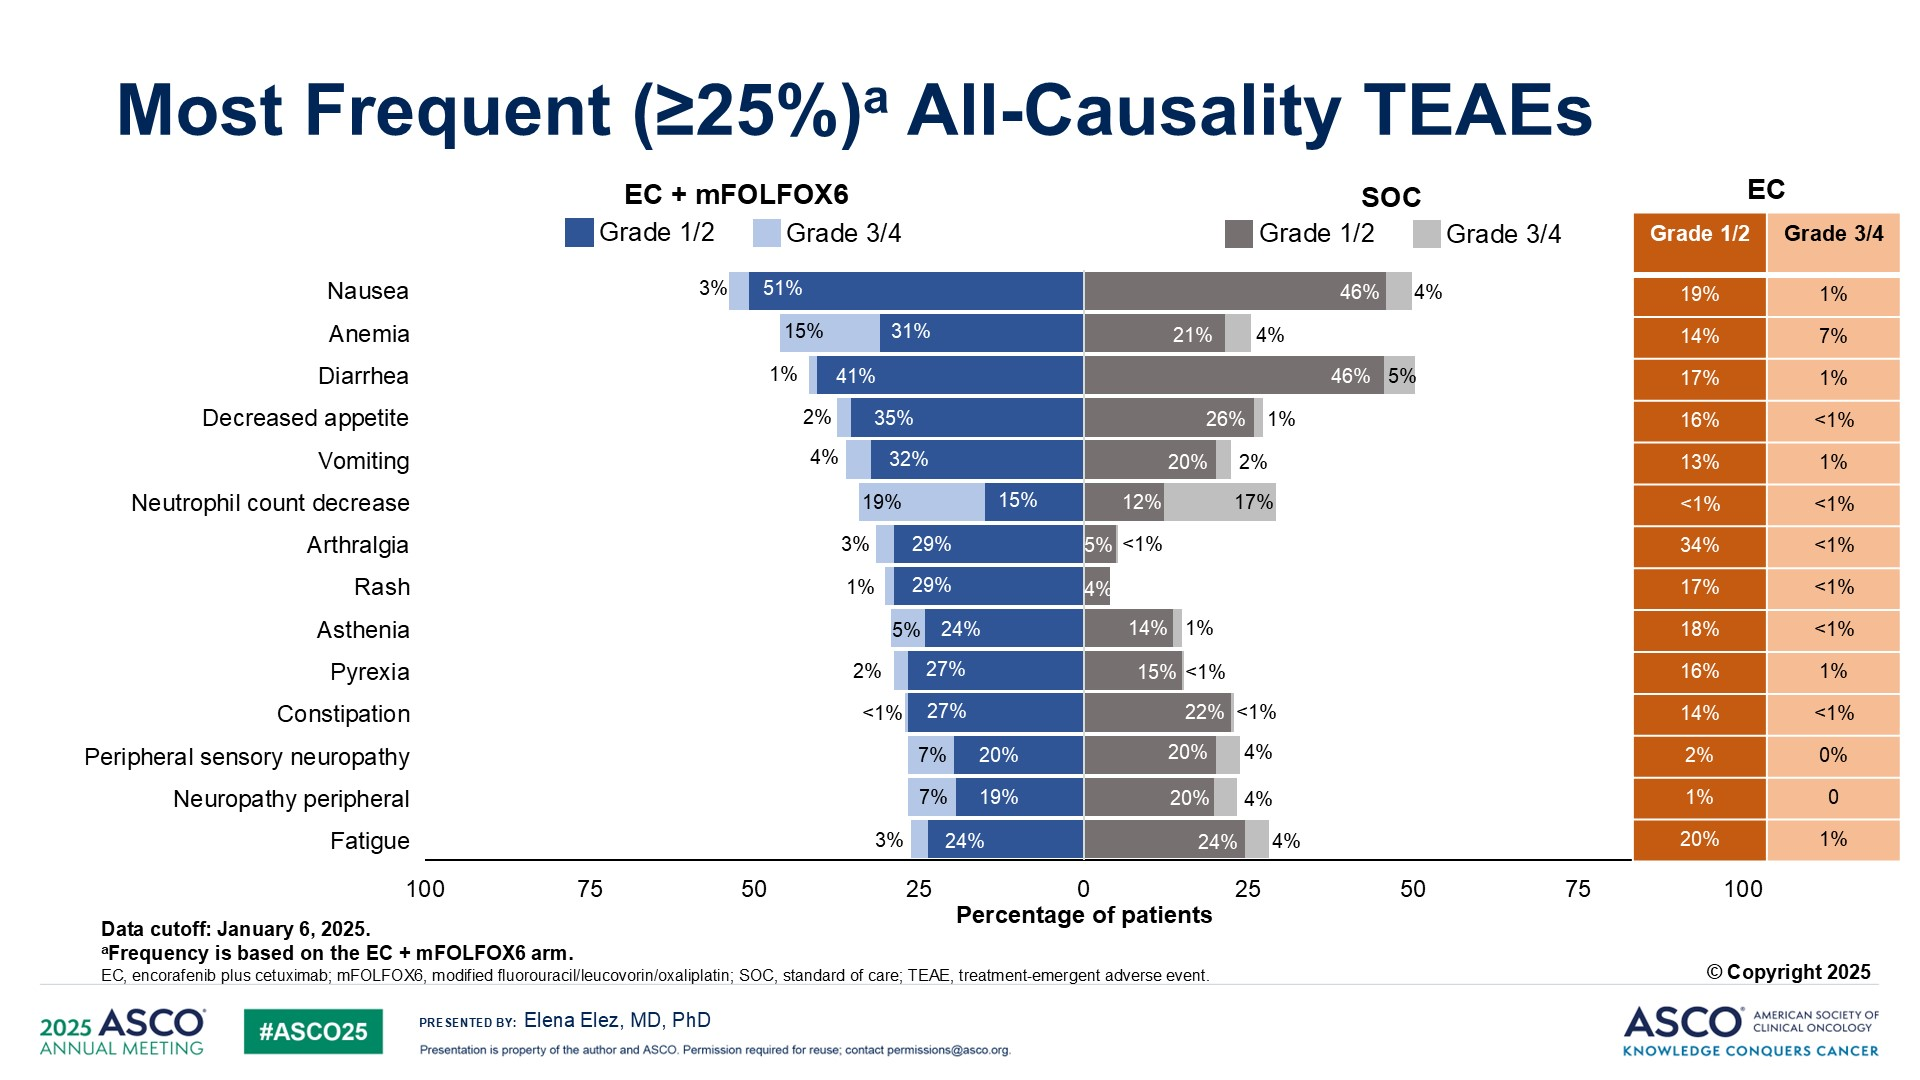 Most Frequent (≥25%)ª All-Causality TEAEs
EC + mFOLFOX6
Grade 1/2 Grade 3/4
SOC
Grade 1/2 Grade 3/4
EC
Grade 1/2 Grade 3/4
Nausea 3% 51% 46% 4% 19% 1%
Anemia 15% 31% 21% 4% 14% 7%
Diarrhea 1% 41% 46% 5% 17% 1%
Decreased appetite 2% 35% 26% 1% 16% <1%
Vomiting 4% 32% 20% 2% 13% 1%
Neutrophil count decrease 19% 15% 12% 17% <1% <1%
Arthralgia 3% 29% 5% <1% 34% <1%
Rash 1% 29% 4% 17% <1%
Asthenia 5% 24% 14% 1% 18% <1%
Pyrexia 2% 27% 15% <1% 16% 1%
Constipation <1% 27% 22% <1% 14% <1%
Peripheral sensory neuropathy 7% 20% 20% 4% 2% 0%
Neuropathy peripheral 7% 19% 20% 4% 1% 0
Fatigue 3% 24% 24% 4% 20% 1%
100 75 50 25 0 25 50 75 100
Percentage of patients
Data cutoff: January 6, 2025.
ªFrequency is based on the EC + mFOLFOX6 arm.
EC, encorafenib plus cetuximab; mFOLFOX6, modified fluorouracil/leucovorin/oxaliplatin; SOC, standard of care; TEAE, treatment-emergent adverse event.
© Copyright 2025
2025 ASCO®
ANNUAL MEETING
#ASCO25
PRESENTED BY: Elena Elez, MD, PhD
Presentation is property of the author and ASCO. Permission required for reuse; contact permissions@asco.org.
ASCO® AMERICAN SOCIETY OF
CLINICAL ONCOLOGY
KNOWLEDGE CONQUERS CANCER